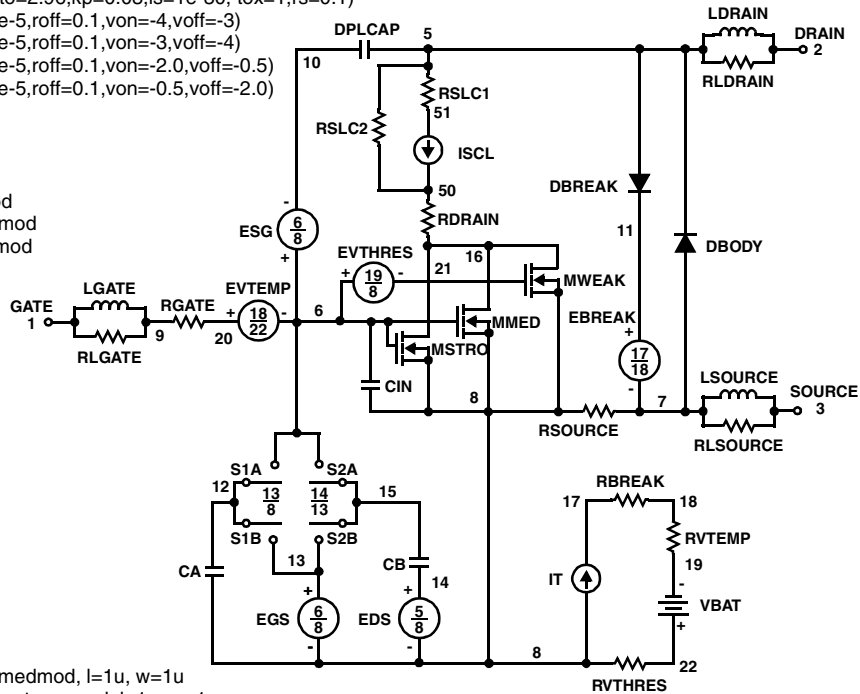 e-5,roff=0.1,von=-4,voff=-3)
e-5,roff=0.1,von=-3,voff=-4)
e-5,roff=0.1,von=-2.0,voff=-0.5)
e-5,roff=0.1,von=-0.5,voff=-2.0)
LDRAIN
DPLCAP 5 DRAIN
10 2
RLDRAIN
RSLC1
51
RSLC2
ISCL
50
DBREAK
RDRAIN
ESG 6/8
11
DBODY
EVTHRES
16
21
19/8
MWEAK
LGATE EVTEMP
GATE RGATE 6
1 18/22
MMED
EBREAK
9 20
MSTRO
RLGATE
17/18
LSOURCE
CIN
8 7 SOURCE
3
RSOURCE
RLSOURCE
S1A S2A
12 13/8 14/13 15
S1B S2B
13
RBREAK
17 18
RVTEMP
CA CB
14
IT
19
VBAT
EGS 6/8 EDS 5/8
8
22
RVTHRES
medmod, l=1u, w=1u